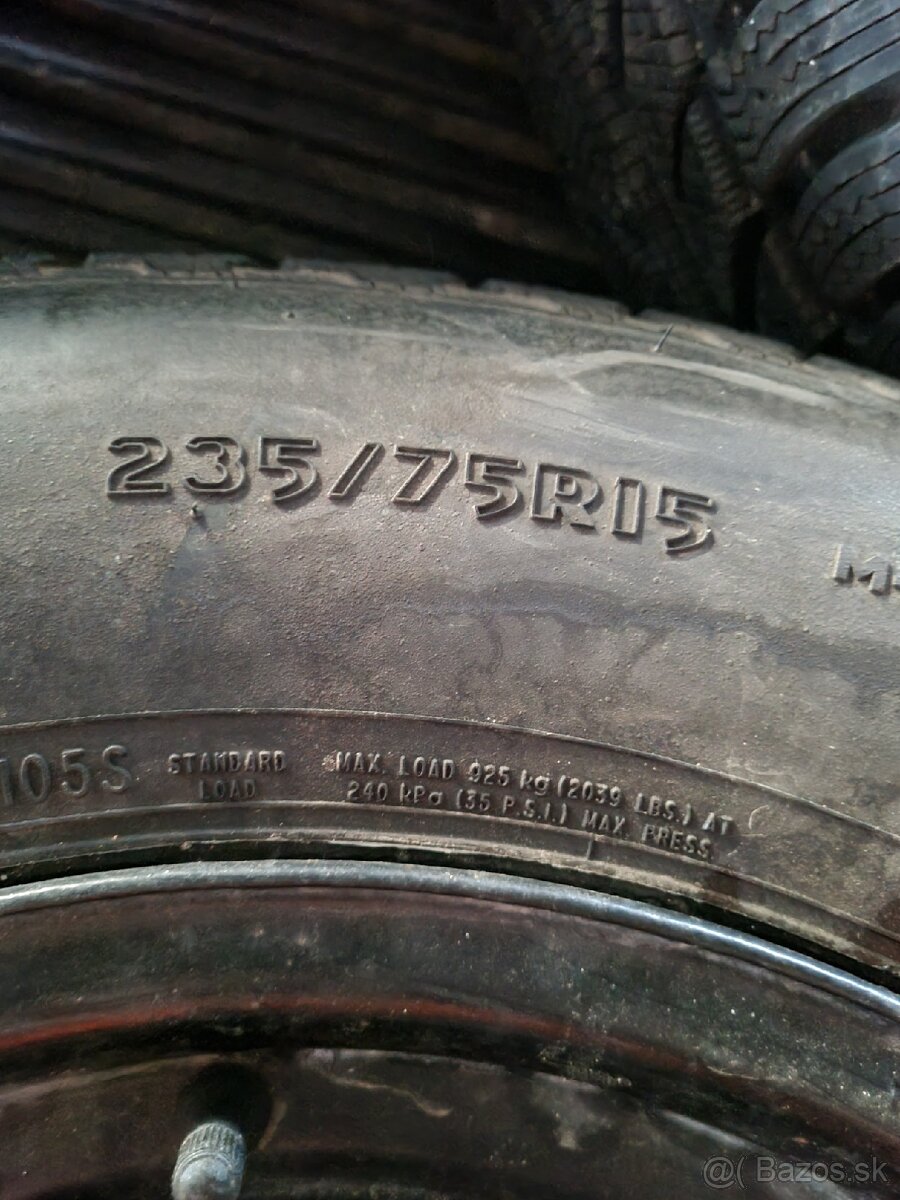 235/75R15
M+
105S
STANDARD LOAD
MAX. LOAD 925 kg (2039 LBS.) AT
240 kPa (35 P.S.I.) MAX. PRESS.
@( Bazos.sk